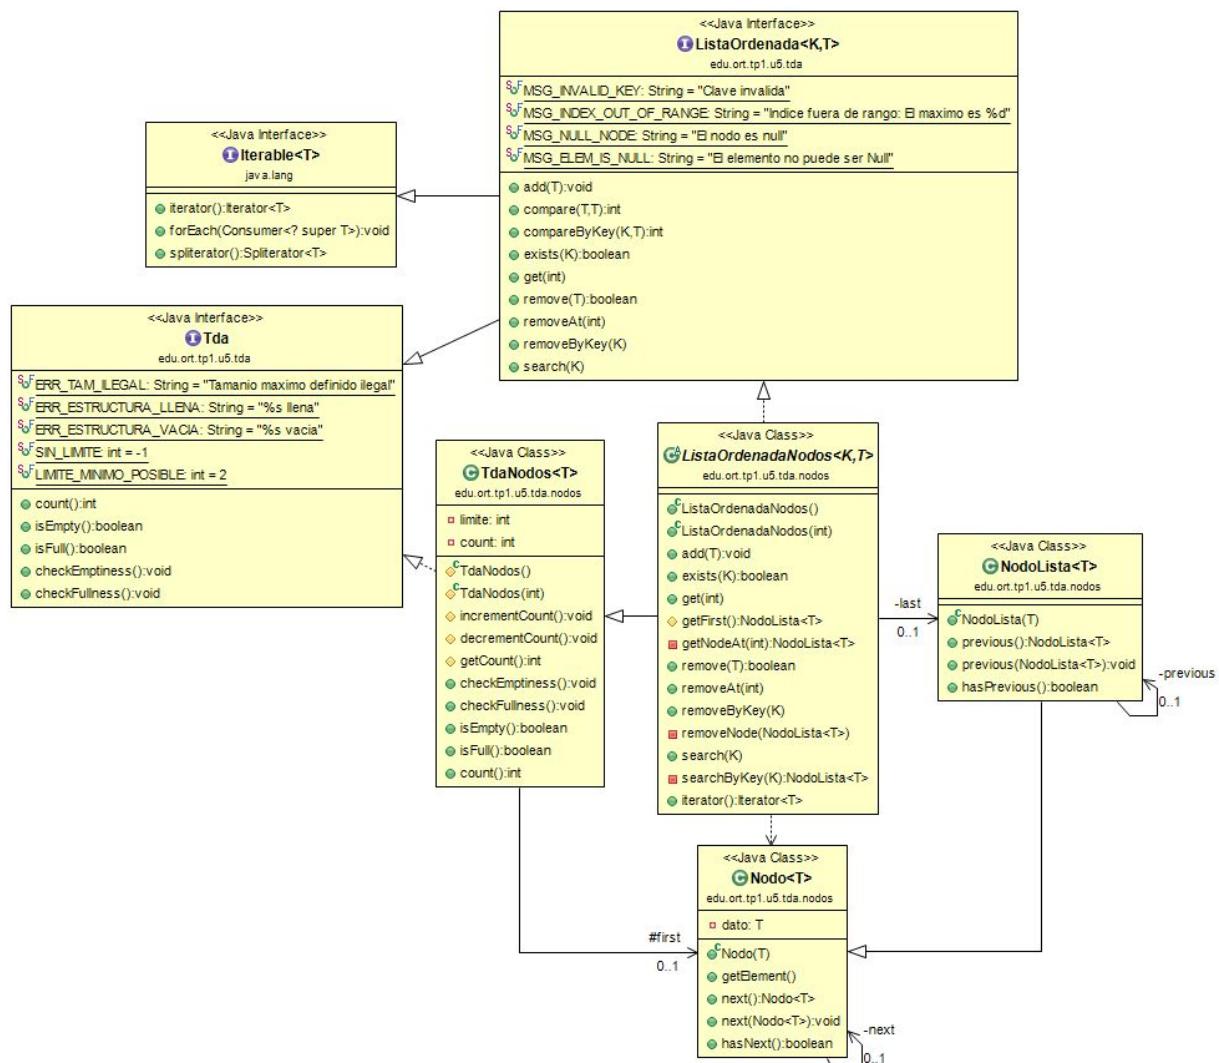 <<Java Interface>>
ListaOrdenada<K,T>
edu.ort.tp1.u5.tda
MSG_INVALID_KEY: String = "Clave invalida"
MSG_INDEX_OUT_OF_RANGE: String = "Indice fuera de rango: El maximo es %d"
MSG_NULL_NODE: String = "El nodo es null"
MSG_ELEM_IS_NULL: String = "El elemento no puede ser Null"
add(T):void
compare(T,T):int
compareByKey(K,T):int
exists(K):boolean
get(int)
remove(T):boolean
removeAt(int)
removeByKey(K)
search(K)
<<Java Interface>>
Iterable<T>
java.lang
iterator():Iterator<T>
forEach(Consumer<? super T>):void
spliterator():Spliterator<T>
<<Java Interface>>
Tda
edu.ort.tp1.u5.tda
ERR_TAM_ILEGAL: String = "Tamanio maximo definido ilegal"
ERR_ESTRUCTURA_LLENA: String = "%s llena"
ERR_ESTRUCTURA_VACIA: String = "%s vacia"
SIN_LIMITE: int = -1
LIMITE_MINIMO_POSIBLE: int = 2
count():int
isEmpty():boolean
isFull():boolean
checkEmptiness():void
checkFullness():void
<<Java Class>>
TdaNodos<T>
edu.ort.tp1.u5.tda.nodos
limite: int
count: int
TdaNodos()
TdaNodos(int)
incrementCount():void
decrementCount():void
getCount():int
checkEmptiness():void
checkFullness():void
isEmpty():boolean
isFull():boolean
count():int
<<Java Class>>
ListaOrdenadaNodos<K,T>
edu.ort.tp1.u5.tda.nodos
ListaOrdenadaNodos()
ListaOrdenadaNodos(int)
add(T):void
exists(K):boolean
get(int)
getFirst():NodoLista<T>
getNodeAt(int):NodoLista<T>
remove(T):boolean
removeAt(int)
removeByKey(K)
removeNode(NodoLista<T>)
search(K)
searchByKey(K):NodoLista<T>
iterator():Iterator<T>
-last
0..1
<<Java Class>>
NodoLista<T>
edu.ort.tp1.u5.tda.nodos
NodoLista(T)
previous():NodoLista<T>
previous(NodoLista<T>):void
hasPrevious():boolean
-previous
0..1
#first
0..1
<<Java Class>>
Nodo<T>
edu.ort.tp1.u5.tda.nodos
dato: T
Nodo(T)
getElement()
next():Nodo<T>
next(Nodo<T>):void
hasNext():boolean
-next
0..1